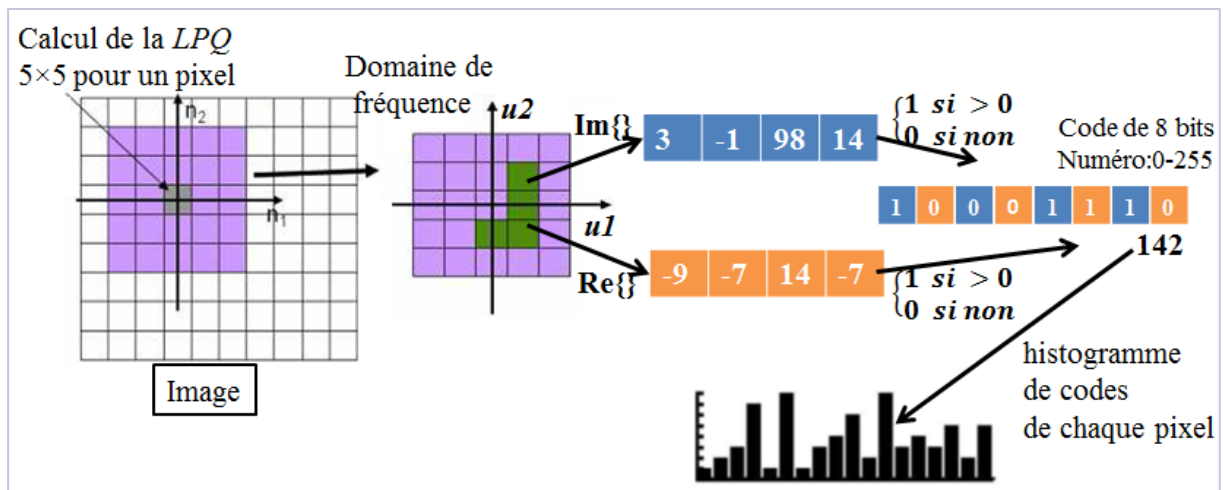 Calcul de la LPQ
5×5 pour un pixel
n2
n1
Image
Domaine de
fréquence
u2
u1
Im{}
3 -1 98 14
{1 si > 0
0 si non
Re{}
-9 -7 14 -7
{1 si > 0
0 si non
Code de 8 bits
Numéro:0-255
1 0 0 0 1 1 1 0
142
histogramme
de codes
de chaque pixel